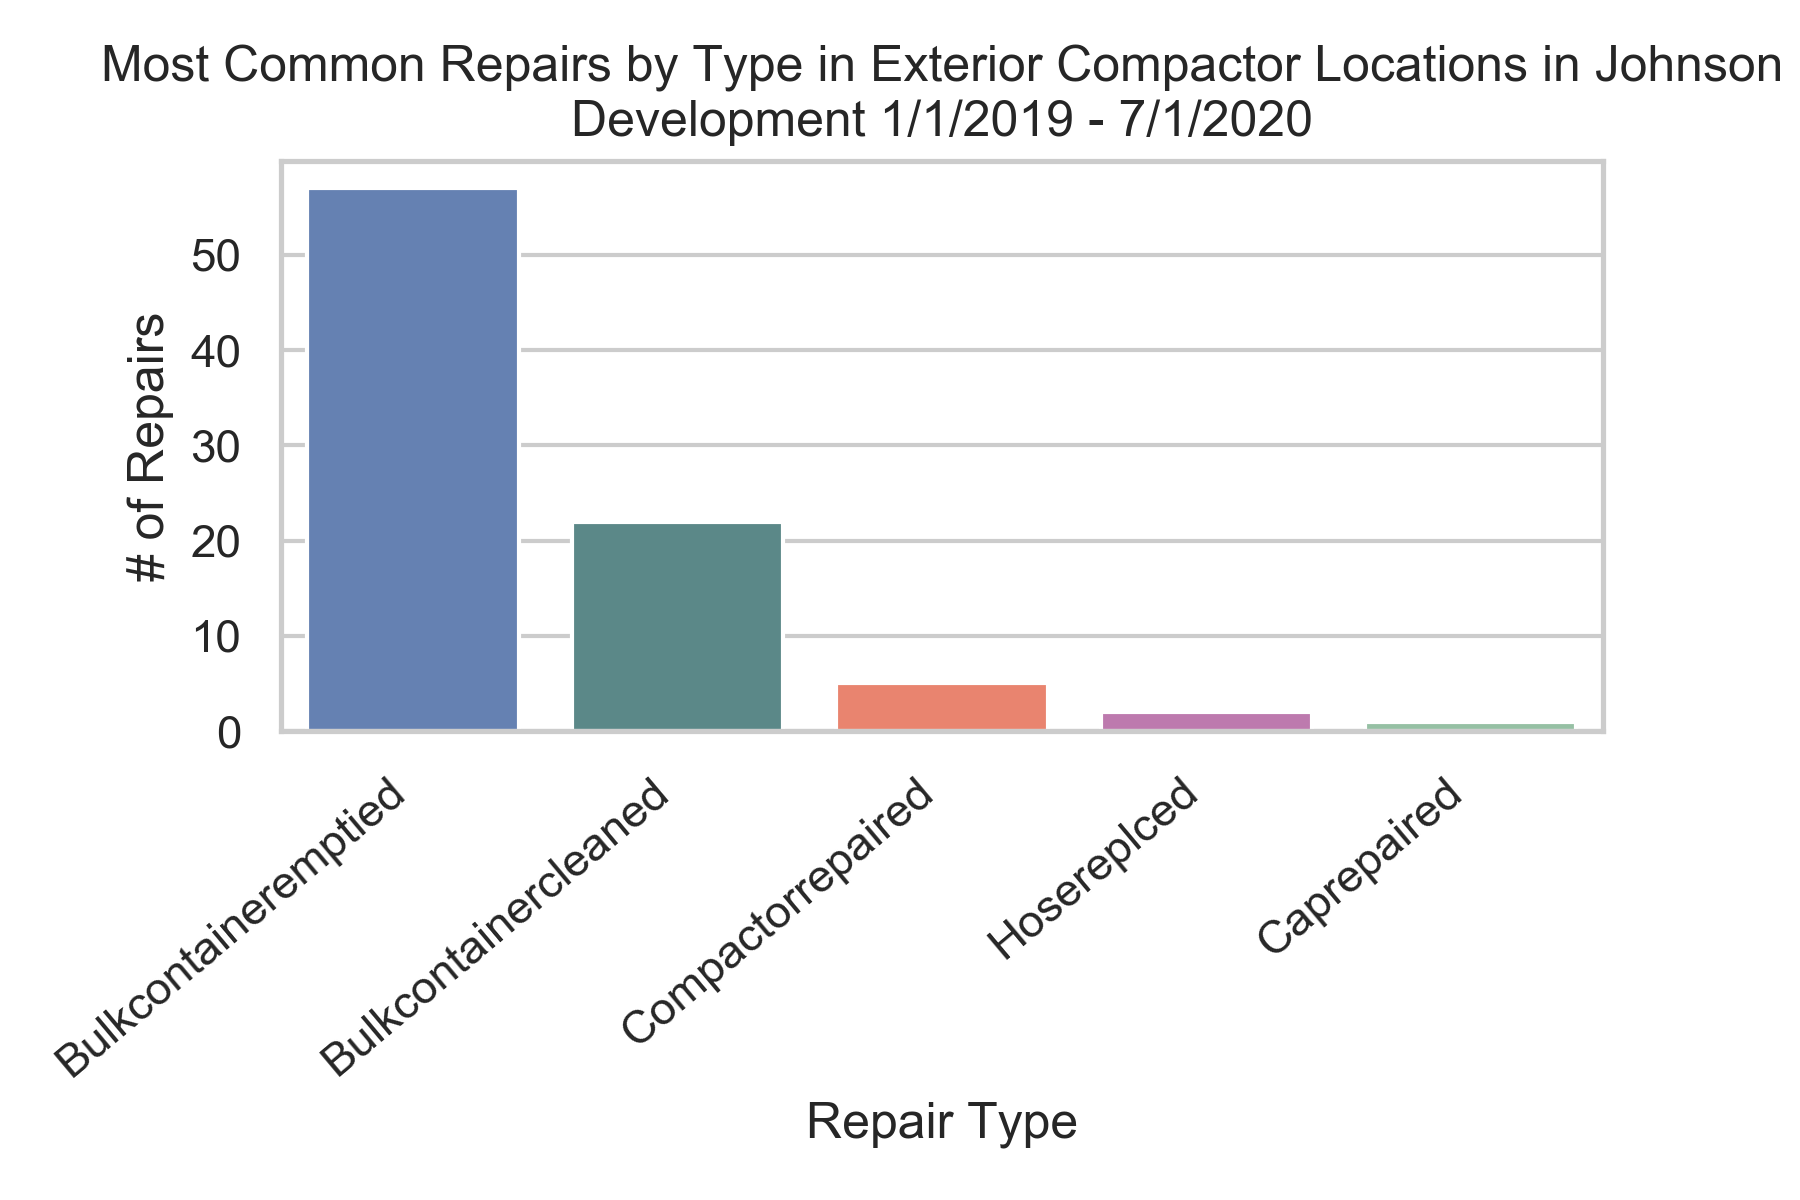 Most Common Repairs by Type in Exterior Compactor Locations in Johnson
Development 1/1/2019 - 7/1/2020
# of Repairs
50
40
30
20
10
0
Bulkcontaineremptied
Bulkcontainercleaned
Compactorrepaired
Hosereplced
Caprepaired
Repair Type